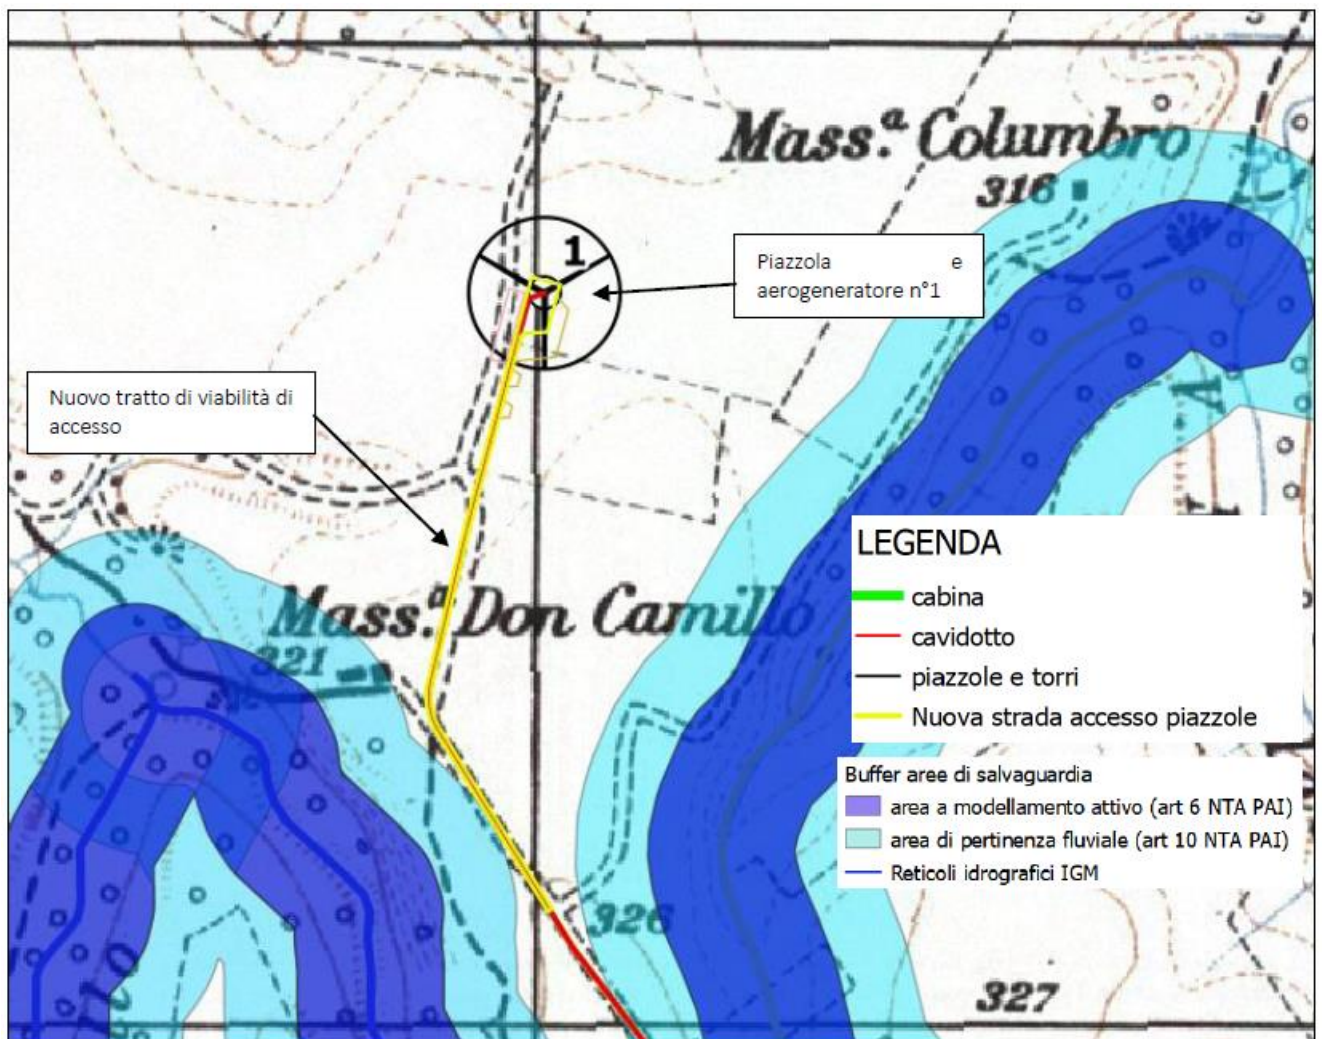 Mass.ª Columbro
316
1
Piazzola e
aerogeneratore n°1
Nuovo tratto di viabilità di
accesso
Mass.ª Don Camillo
321
LEGENDA
cabina
cavidotto
piazzole e torri
Nuova strada accesso piazzole
Buffer aree di salvaguardia
area a modellamento attivo (art 6 NTA PAI)
area di pertinenza fluviale (art 10 NTA PAI)
Reticoli idrografici IGM
326
327